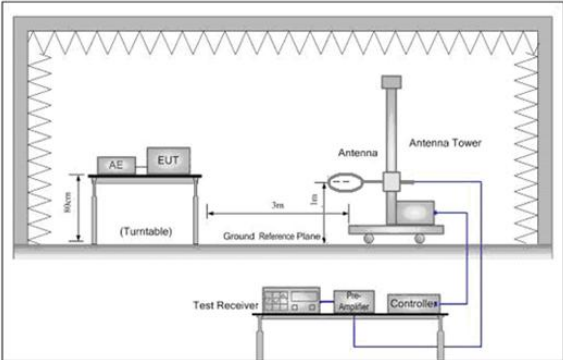 AE
EUT
80cm
(Turntable)
3m
Ground Reference Plane
1m
Antenna
Antenna Tower
Test Receiver
Pre-
Amplifier
Controller